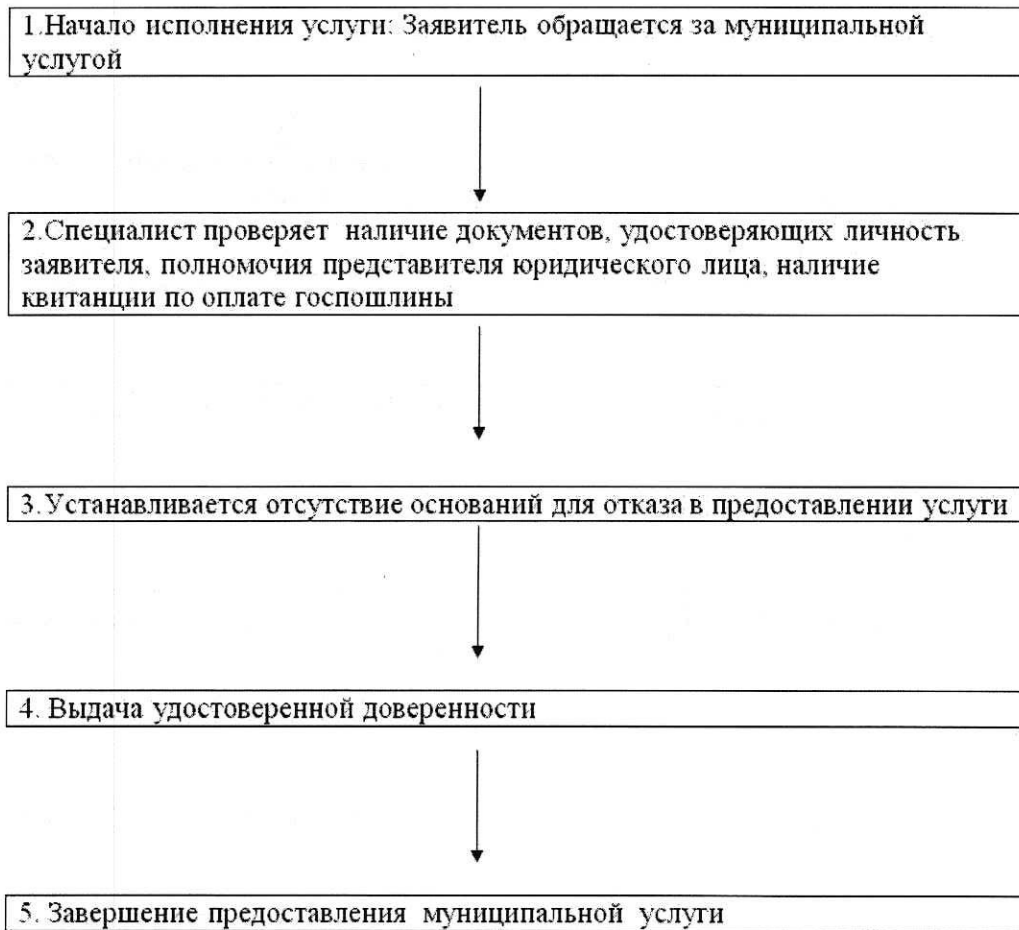 1.Начало исполнения услуги: Заявитель обращается за муниципальной
услугой
2.Специалист проверяет наличие документов, удостоверяющих личность
заявителя, полномочия представителя юридического лица, наличие
квитанции по оплате госпошлины
3.Устанавливается отсутствие оснований для отказа в предоставлении услуги
4. Выдача удостоверенной доверенности
5. Завершение предоставления муниципальной услуги